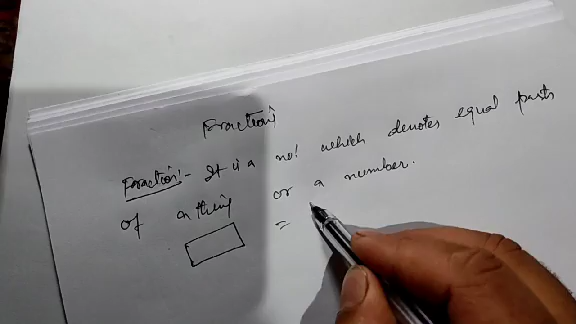 Fraction
Fraction:- It is a no. which denotes equal parts
of a thing or a number.
=